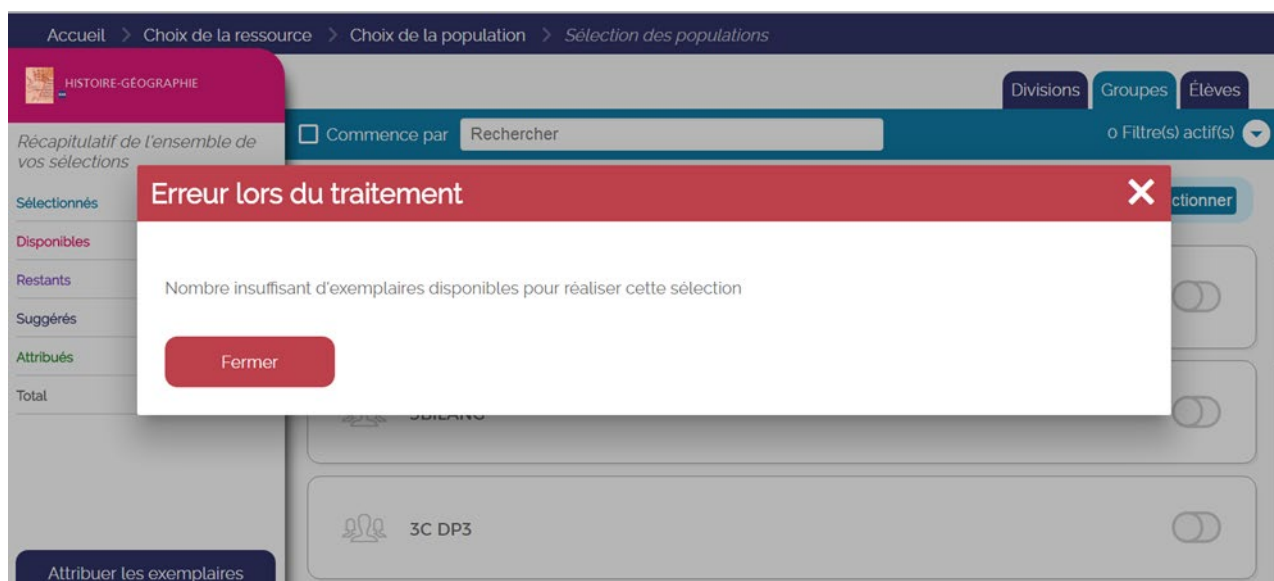 Accueil > Choix de la ressource > Choix de la population > Sélection des populations
HISTOIRE-GÉOGRAPHIE
Divisions Groupes Élèves
Récapitulatif de l'ensemble de
vos sélections
Commence par Rechercher 0 Filtre(s) actif(s)
Erreur lors du traitement
Sélectionnés
ctionner
Disponibles
Restants
Nombre insuffisant d'exemplaires disponibles pour réaliser cette sélection
Suggérés
Attribués
Fermer
Total
3BILANG
3C DP3
Attribuer les exemplaires